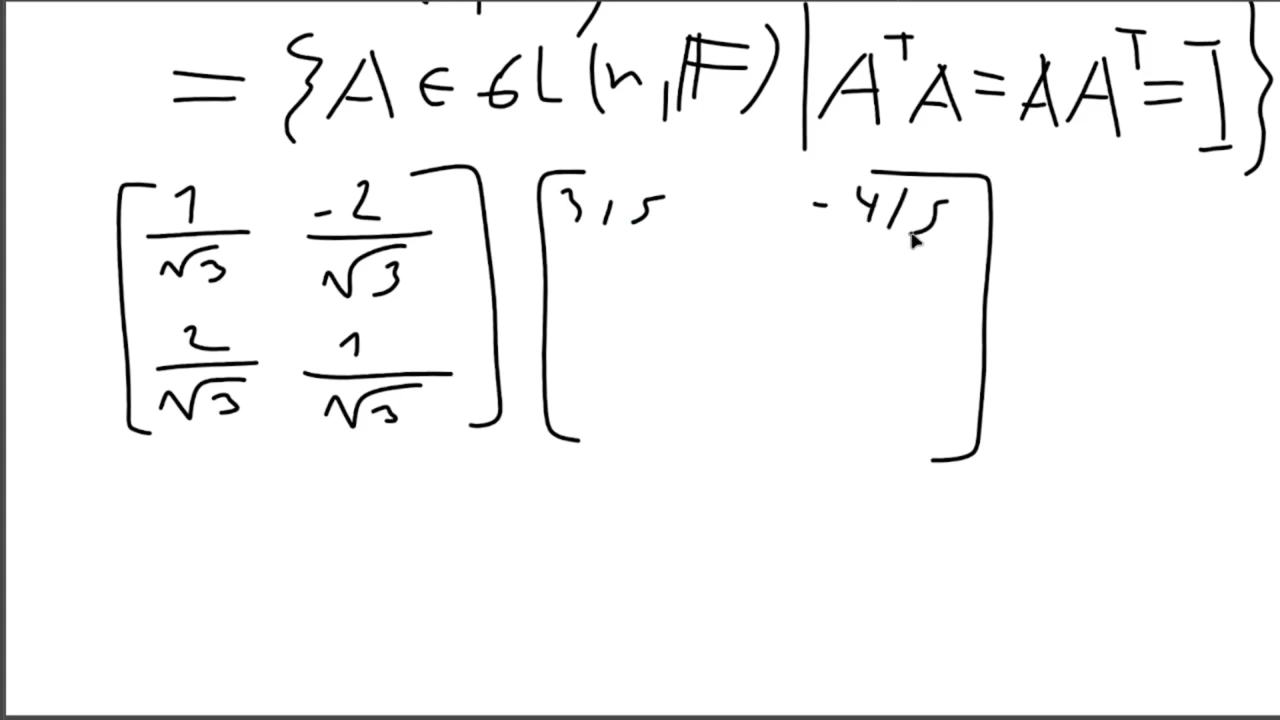 = { A ∈ GL(n, 𝔽) | AᵀA = AAᵀ = I }
[ 1/√3 -2/√3 ] [ 3/5 -4/5 ]
[ 2/√3 1/√3 ]